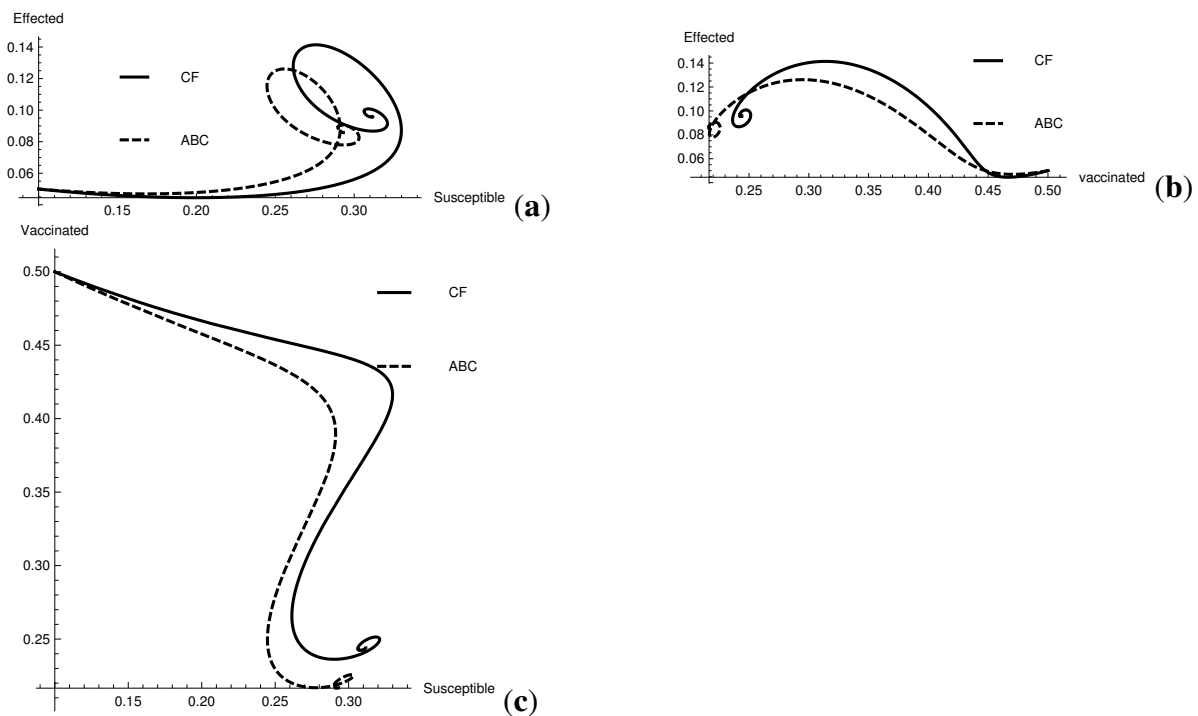 Effected
0.14
0.12
0.10
0.08
0.06
CF
ABC
0.15 0.20 0.25 0.30
Susceptible
(a)
Effected
0.14
0.12
0.10
0.08
0.06
CF
ABC
0.25 0.30 0.35 0.40 0.45 0.50
vaccinated
(b)
Vaccinated
0.50
0.45
0.40
0.35
0.30
0.25
CF
ABC
0.15 0.20 0.25 0.30
Susceptible
(c)